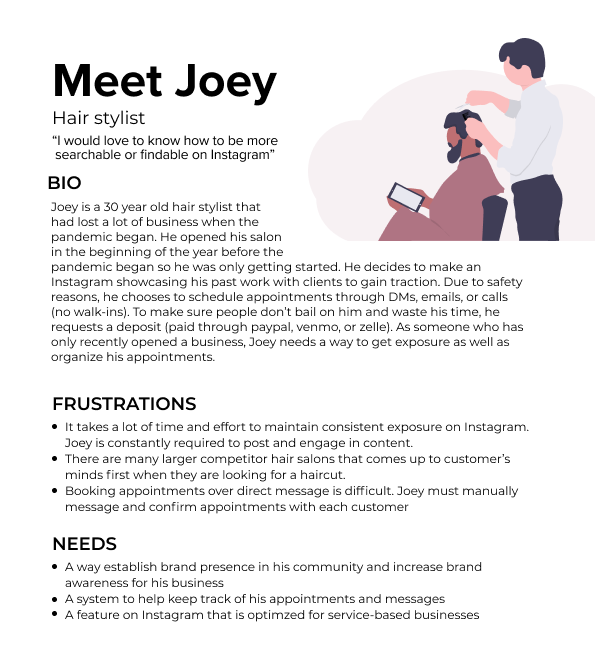 Meet Joey
Hair stylist
“I would love to know how to be more
searchable or findable on Instagram”
BIO
Joey is a 30 year old hair stylist that
had lost a lot of business when the
pandemic began. He opened his salon
in the beginning of the year before the
pandemic began so he was only getting started. He decides to make an
Instagram showcasing his past work with clients to gain traction. Due to safety
reasons, he chooses to schedule appointments through DMs, emails, or calls
(no walk-ins). To make sure people don’t bail on him and waste his time, he
requests a deposit (paid through paypal, venmo, or zelle). As someone who has
only recently opened a business, Joey needs a way to get exposure as well as
organize his appointments.
FRUSTRATIONS
• It takes a lot of time and effort to maintain consistent exposure on Instagram.
Joey is constantly required to post and engage in content.
• There are many larger competitor hair salons that comes up to customer’s
minds first when they are looking for a haircut.
• Booking appointments over direct message is difficult. Joey must manually
message and confirm appointments with each customer
NEEDS
• A way establish brand presence in his community and increase brand
awareness for his business
• A system to help keep track of his appointments and messages
• A feature on Instagram that is optimzed for service-based businesses